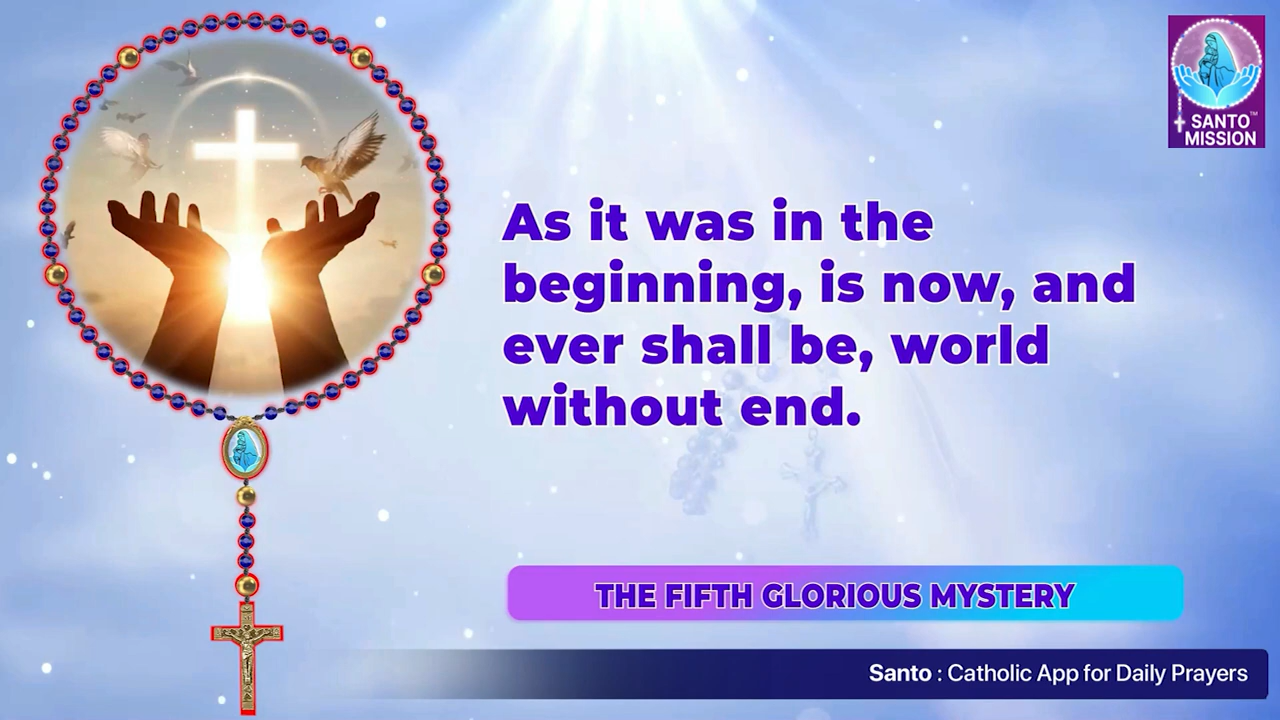 SANTO™
MISSION
As it was in the
beginning, is now, and
ever shall be, world
without end.
THE FIFTH GLORIOUS MYSTERY
Santo : Catholic App for Daily Prayers